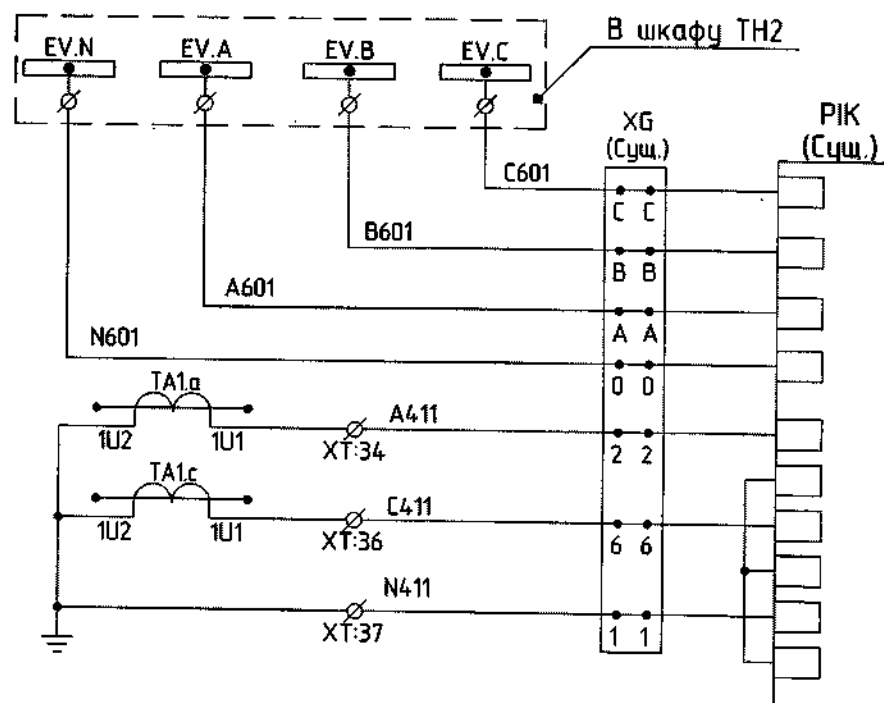 В шкафу ТН2
EV.N EV.A EV.B EV.C
XG
(Сущ.)
PIK
(Сущ.)
C601
C C
B601
B B
A601
A A
N601
0 0
TA1.a
1U2 1U1
XT:34
A411
2 2
TA1.c
1U2 1U1
XT:36
C411
6 6
N411
XT:37
1 1